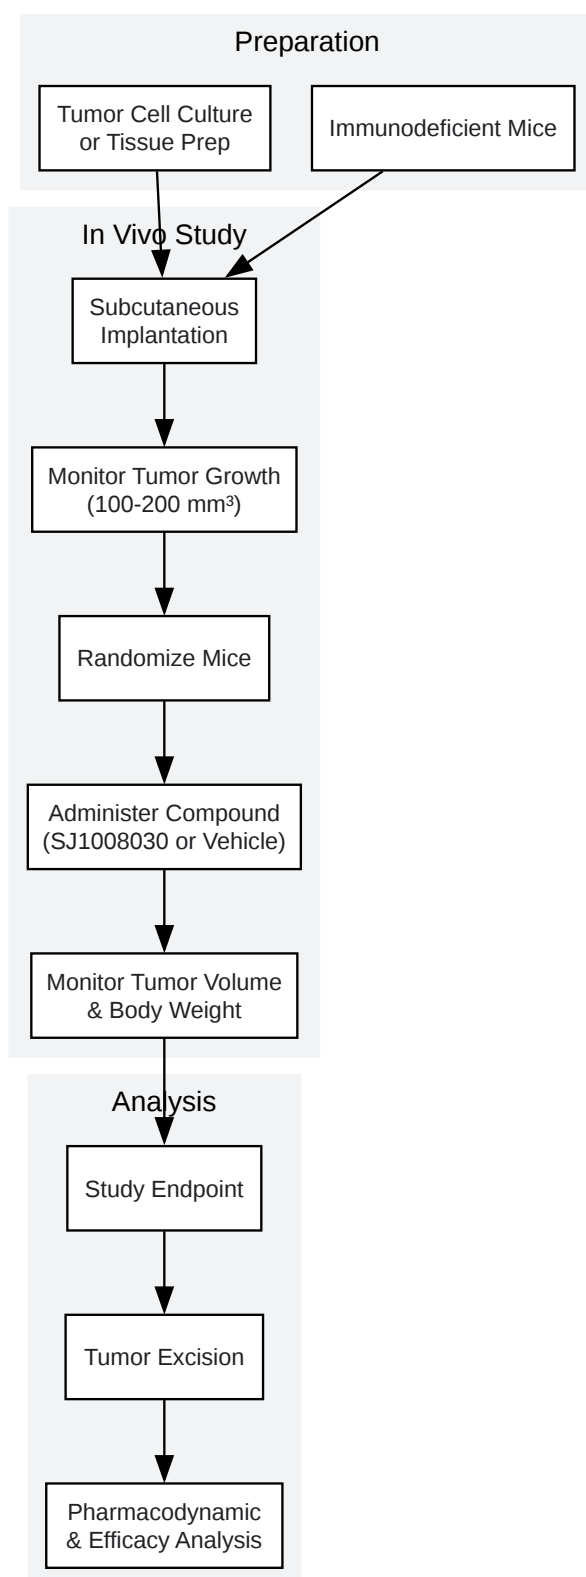 Preparation
Tumor Cell Culture
or Tissue Prep
Immunodeficient Mice
In Vivo Study
Subcutaneous
Implantation
Monitor Tumor Growth
(100-200 mm³)
Randomize Mice
Administer Compound
(SJ1008030 or Vehicle)
Monitor Tumor Volume
& Body Weight
Analysis
Study Endpoint
Tumor Excision
Pharmacodynamic
& Efficacy Analysis